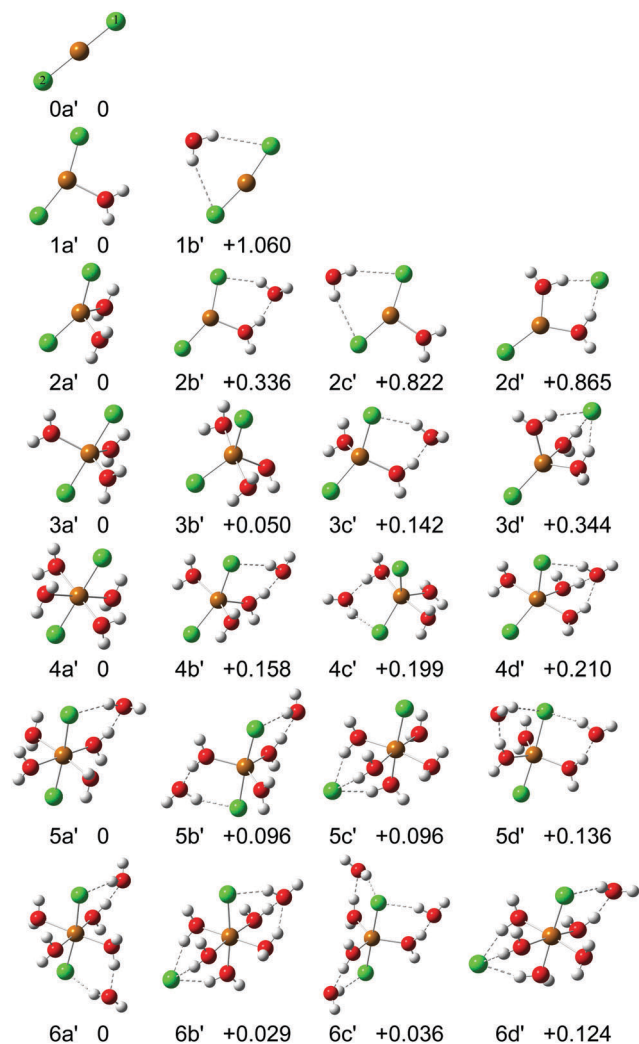 1
2
0a' 0
1a' 0 1b' +1.060
2a' 0 2b' +0.336 2c' +0.822 2d' +0.865
3a' 0 3b' +0.050 3c' +0.142 3d' +0.344
4a' 0 4b' +0.158 4c' +0.199 4d' +0.210
5a' 0 5b' +0.096 5c' +0.096 5d' +0.136
6a' 0 6b' +0.029 6c' +0.036 6d' +0.124